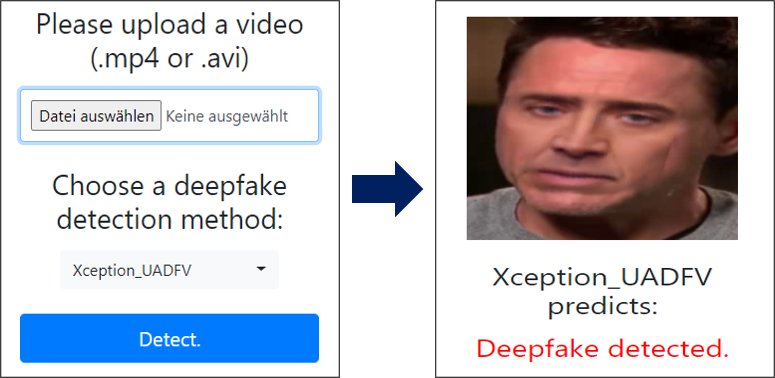 Please upload a video
(.mp4 or .avi)
Datei auswählen Keine ausgewählt
Choose a deepfake
detection method:
Xception_UADFV
Detect.
Xception_UADFV
predicts:
Deepfake detected.